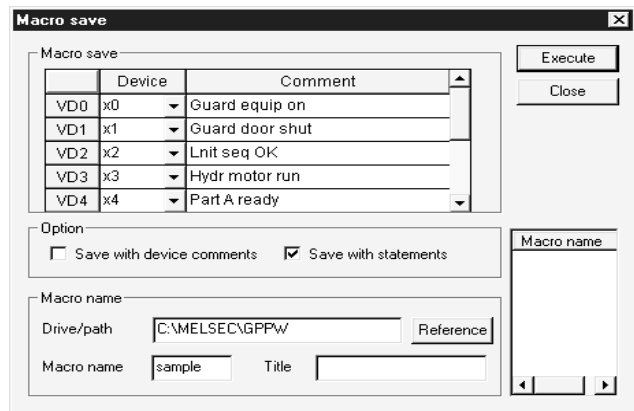 Macro save
Macro save
Execute
Close
Device Comment
VD0 x0 Guard equip on
VD1 x1 Guard door shut
VD2 x2 Lnit seq OK
VD3 x3 Hydr motor run
VD4 x4 Part A ready
Option
Save with device comments Save with statements
Macro name
Macro name
Drive/path C:\MELSEC\GPPW Reference
Macro name sample Title